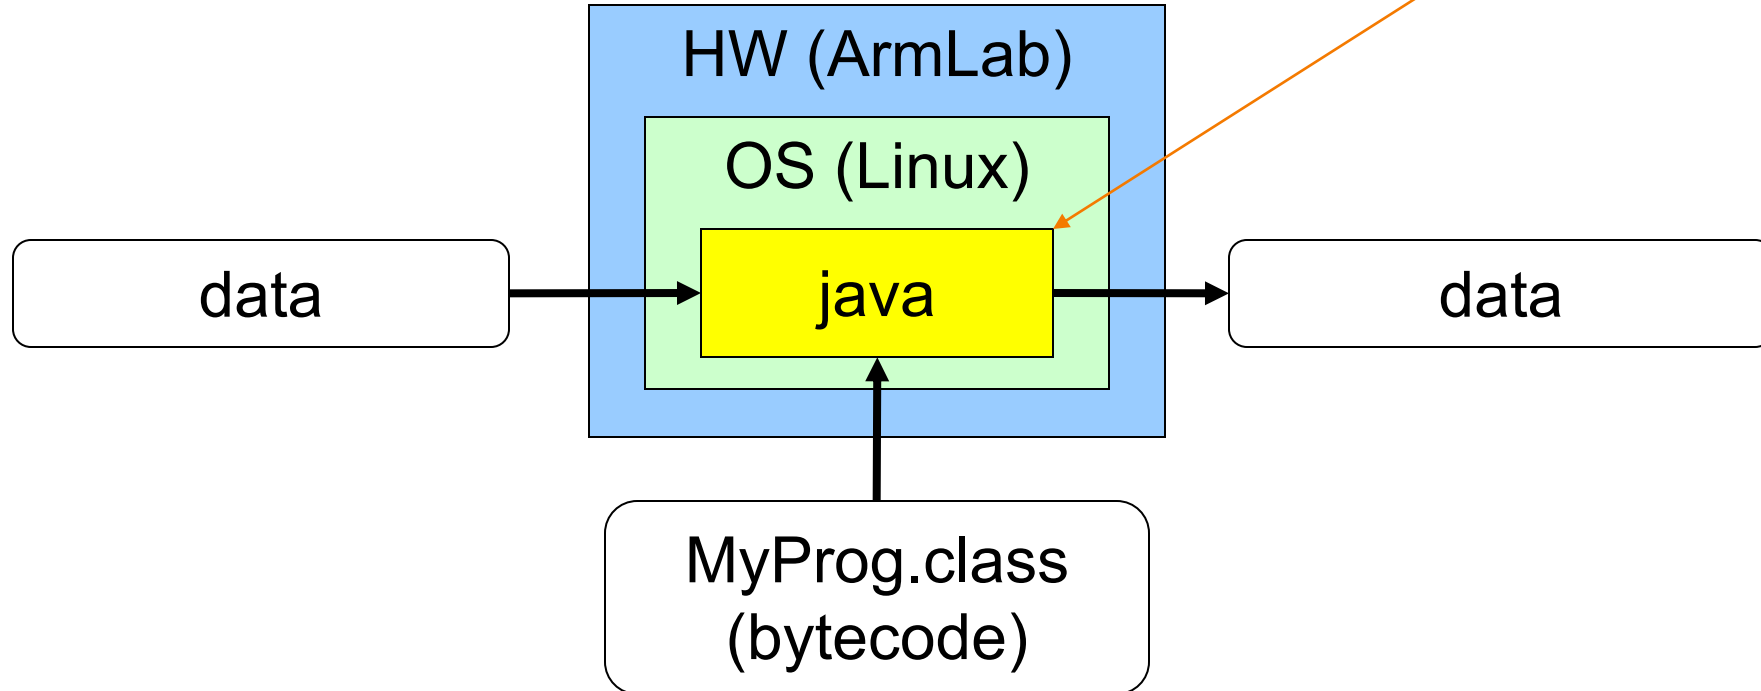 HW (ArmLab)
OS (Linux)
data
java
data
MyProg.class
(bytecode)